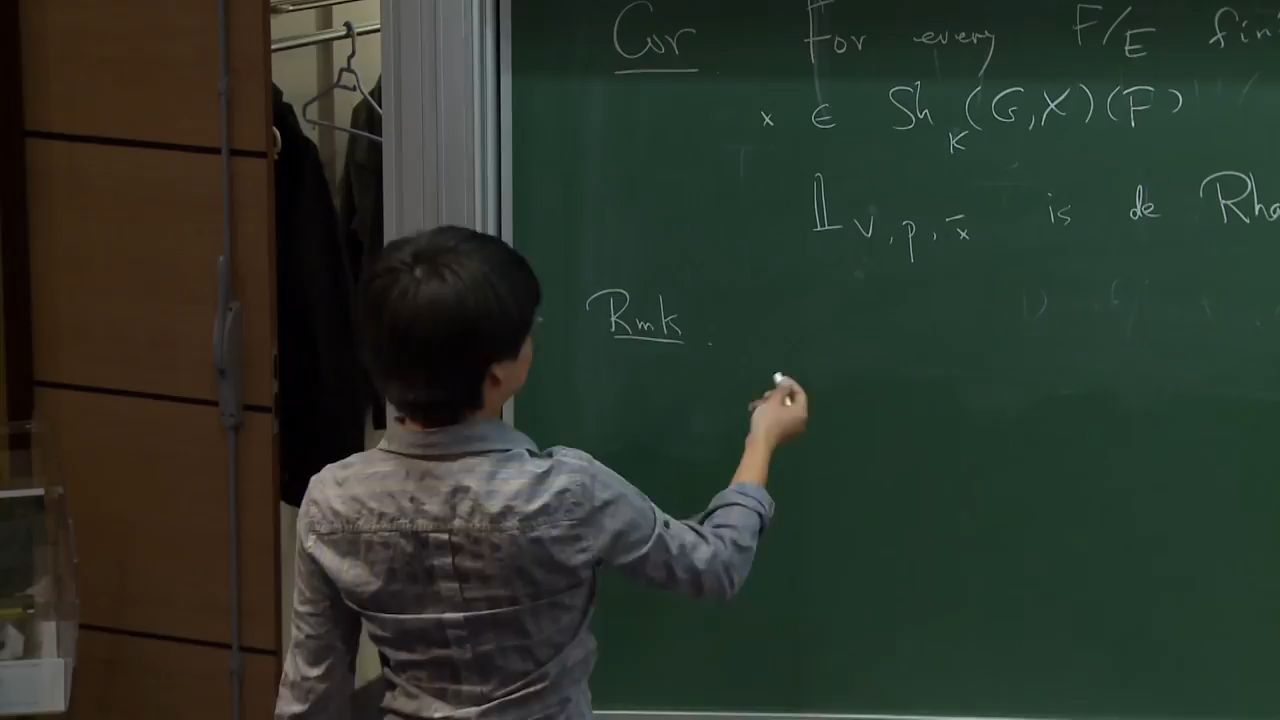 Cor For every F/E fin
x ∈ Sh_K (G,X)(F)
𝕃_{V,p,x̄} is de Rha
Rmk.